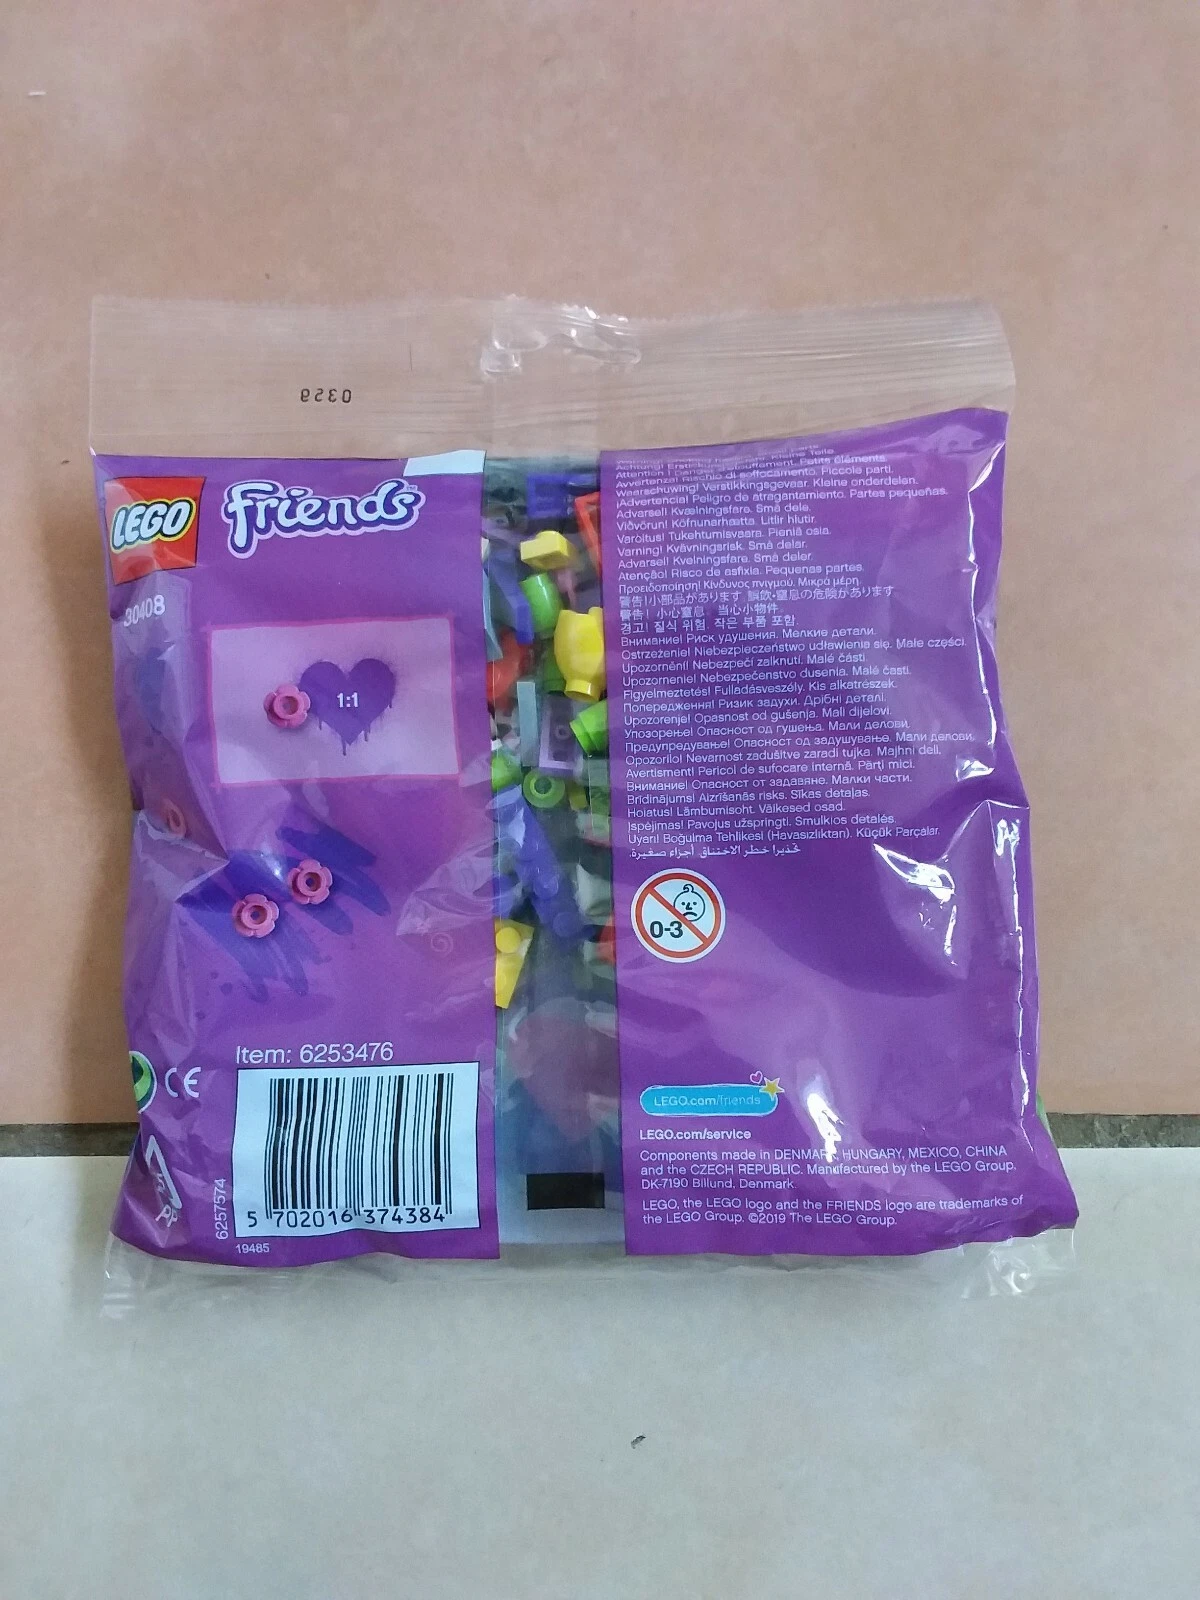 0329
LEGO
friends
30408
1:1
Item: 6253476
CE
5 702016 374384
6257574
19485
5
PP
Achtung! Erstickungsgefahr. Kleine Teile
Attention ! Danger d'étouffement. Petits éléments.
Avvertenza! Rischio di soffocamento. Piccole parti.
Waarschuwing! Verstikkingsgevaar. Kleine onderdelen.
¡Advertencia! Peligro de atragantamiento. Partes pequeñas.
Advarsel! Kvælningsfare. Små dele.
Viðvörun! Köfnunarhætta. Litlir hlutir.
Varoitus! Tukehtumisvaara. Pieniä osia.
Varning! Kvävningsrisk. Små delar.
Advarsel! Kvelningsfare. Små deler.
Atenção! Risco de asfixia. Pequenas partes.
Προειδοποίηση! Κίνδυνος πνιγμού. Μικρά μέρη.
警告!小部品があります。誤飲・窒息の危険があります。
警告！小心窒息。当心小物件。
경고! 질식 위험. 작은 부품 포함.
Внимание! Риск удушения. Мелкие детали.
Ostrzeżenie! Niebezpieczeństwo udławienia się. Małe części.
Upozornění! Nebezpečí zalknutí. Malé části.
Upozornenie! Nebezpečenstvo dusenia. Malé časti.
Figyelmeztetés! Fulladásveszély. Kis alkatrészek.
Попередження! Ризик задухи. Дрібні деталі.
Upozorenje! Opasnost od gušenja. Mali dijelovi.
Упозорење! Опасност од гушења. Мали делови.
Предупредување! Опасност од задушување. Мали делови.
Opozorilo! Nevarnost zadušitve zaradi tujka. Majhni deli.
Avertisment! Pericol de sufocare internă. Părți mici.
Внимание! Опасност от задавяне. Малки части.
Brīdinājums! Aizrīšanās risks. Sīkas detaļas.
Hoiatus! Lämbumisoht. Väikesed osad.
Įspėjimas! Pavojus užspringti. Smulkios detalės.
Uyarı! Boğulma Tehlikesi (Havasızlıktan). Küçük Parçalar.
تحذير! خطر الاختناق. أجزاء صغيرة.
0-3
LEGO.com/friends
LEGO.com/service
Components made in DENMARK, HUNGARY, MEXICO, CHINA
and the CZECH REPUBLIC. Manufactured by the LEGO Group,
DK-7190 Billund, Denmark.
LEGO, the LEGO logo and the FRIENDS logo are trademarks of
the LEGO Group. ©2019 The LEGO Group.